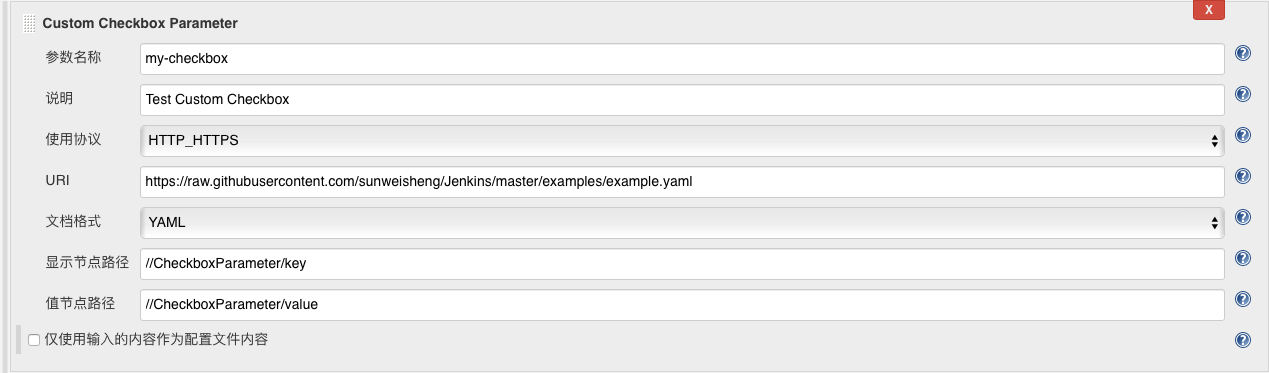 Custom Checkbox Parameter
X
参数名称 my-checkbox ?
说明 Test Custom Checkbox ?
使用协议 HTTP_HTTPS ?
URI https://raw.githubusercontent.com/sunweisheng/Jenkins/master/examples/example.yaml ?
文档格式 YAML ?
显示节点路径 //CheckboxParameter/key ?
值节点路径 //CheckboxParameter/value ?
仅使用输入的内容作为配置文件内容 ?